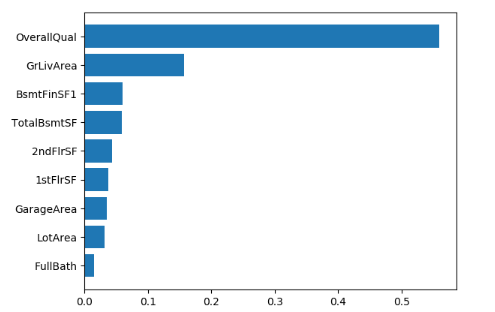 OverallQual
GrLivArea
BsmtFinSF1
TotalBsmtSF
2ndFlrSF
1stFlrSF
GarageArea
LotArea
FullBath
0.0 0.1 0.2 0.3 0.4 0.5